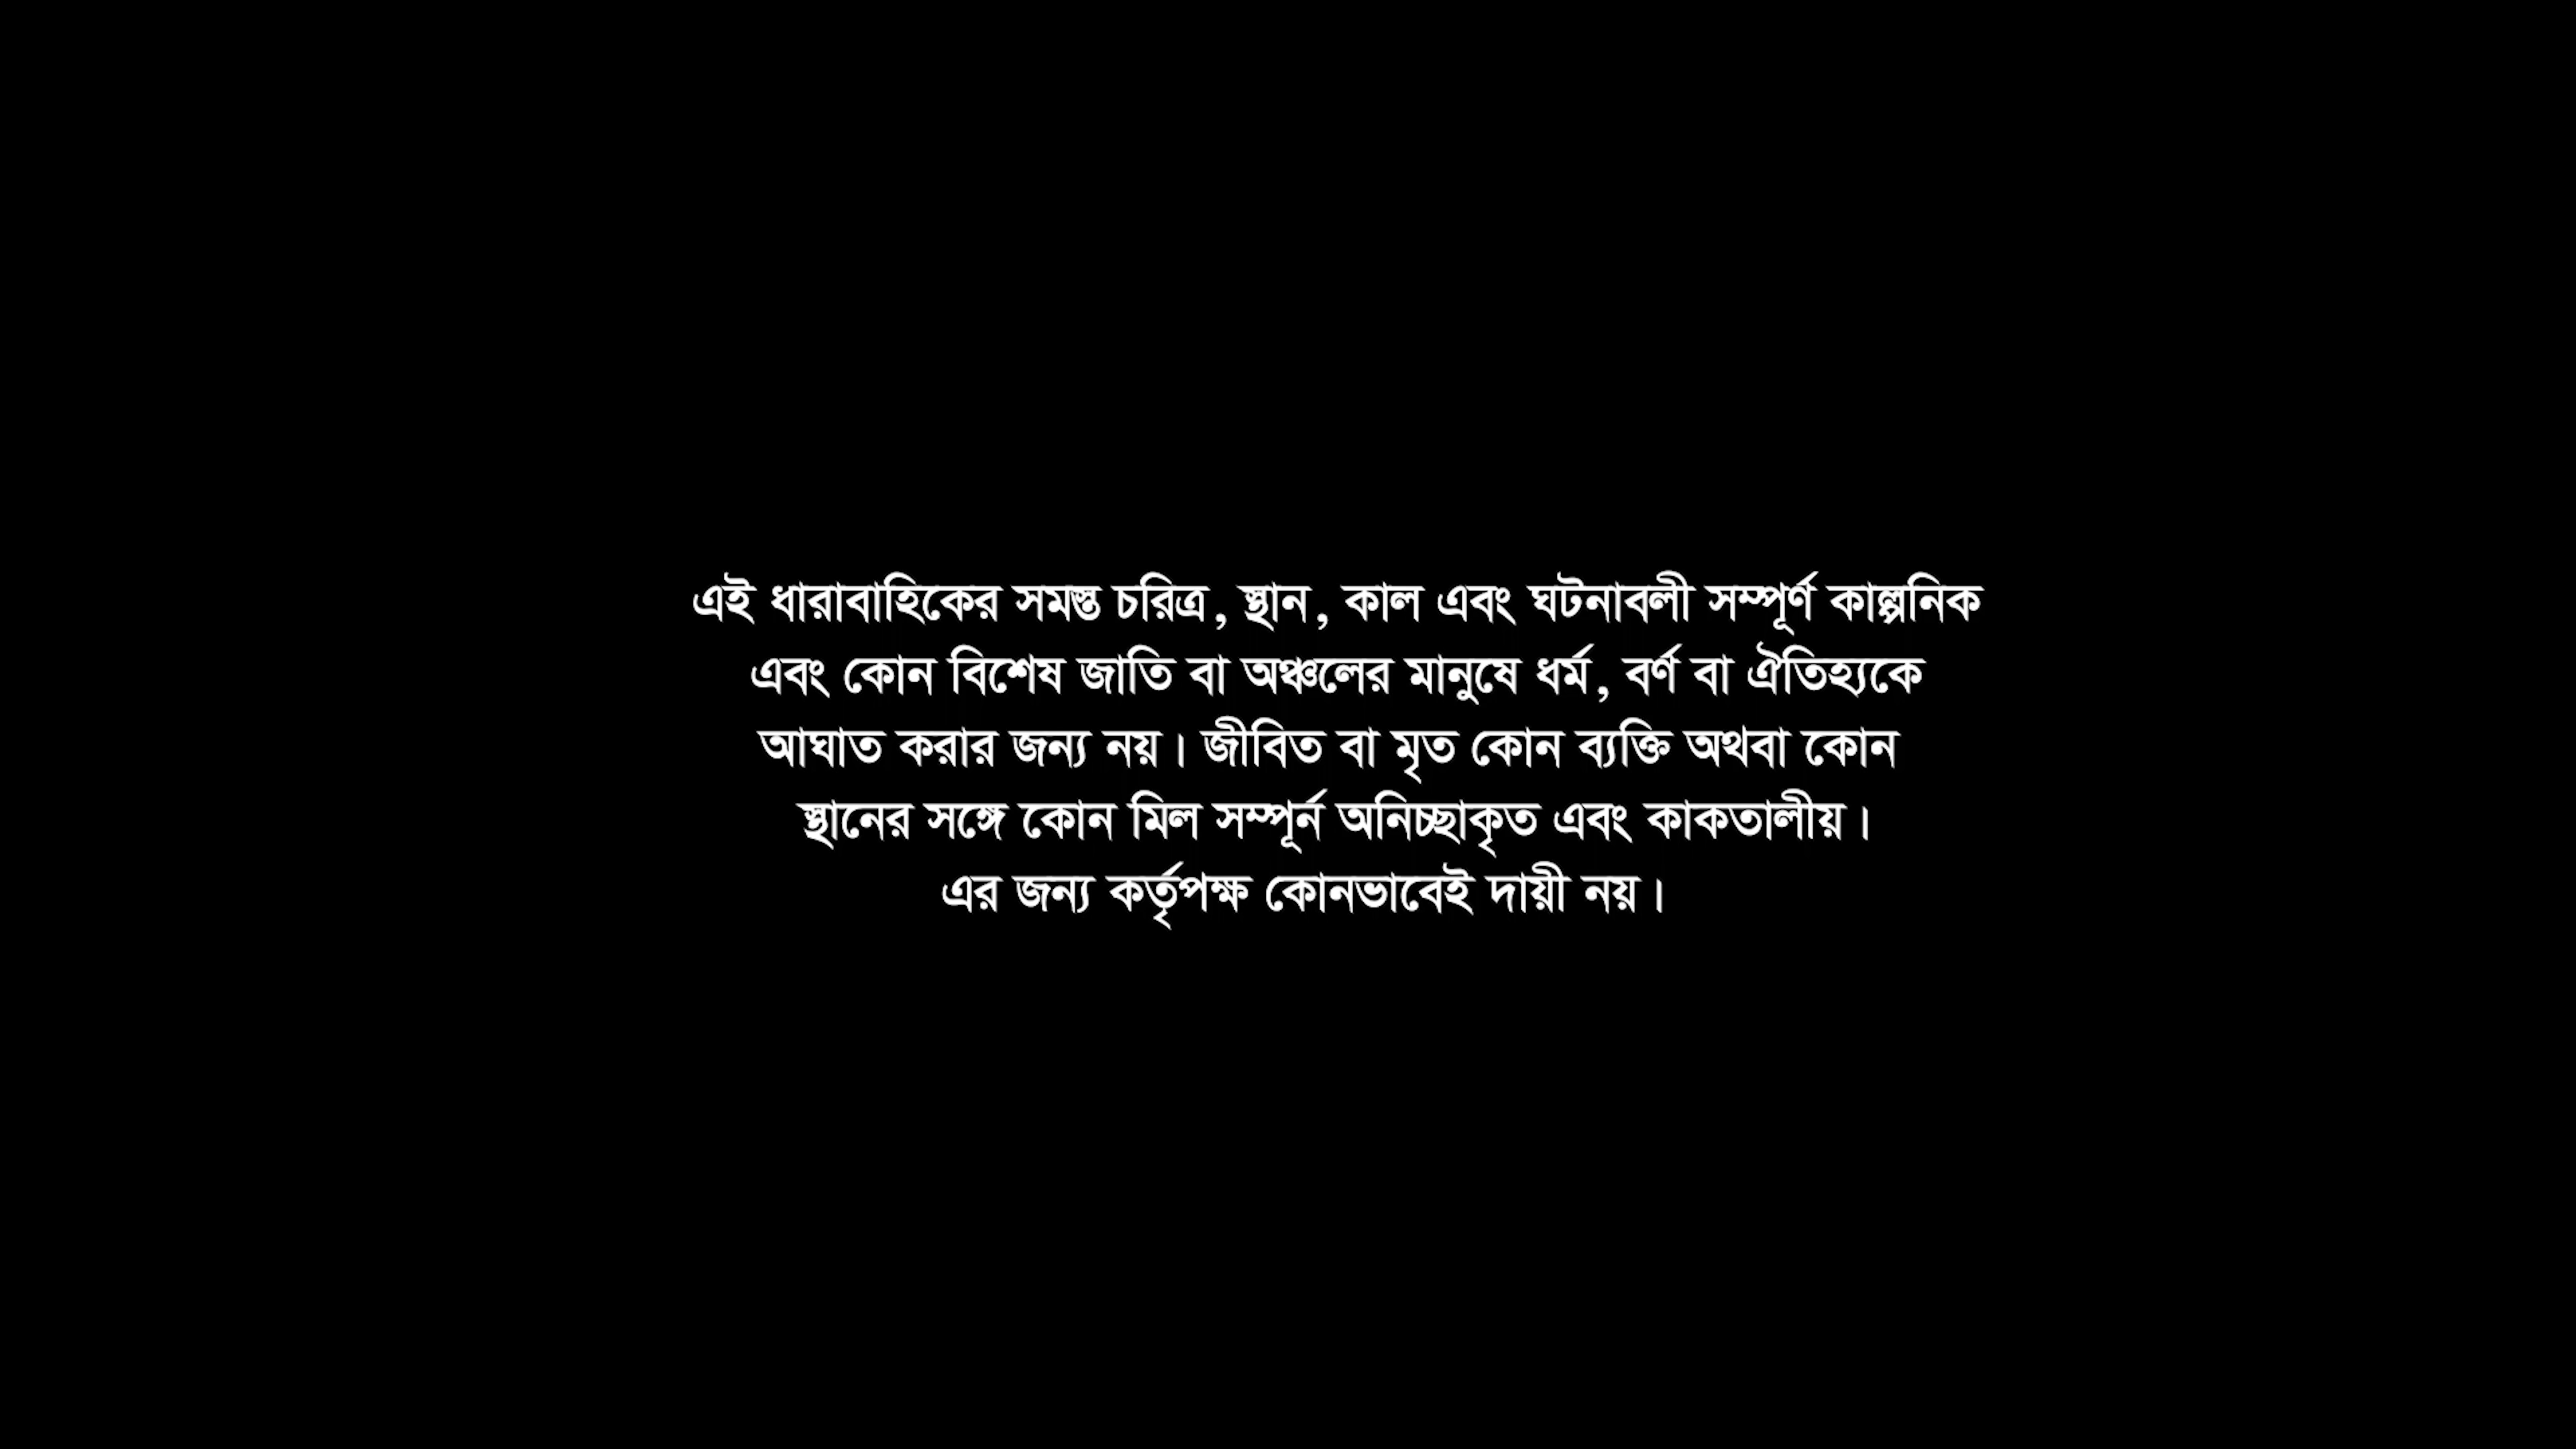 এই ধারাবাহিকের সমস্ত চরিত্র, স্থান, কাল এবং ঘটনাবলী সম্পূর্ণ কাল্পনিক
এবং কোন বিশেষ জাতি বা অঞ্চলের মানুষে ধর্ম, বর্ণ বা ঐতিহ্যকে
আঘাত করার জন্য নয়। জীবিত বা মৃত কোন ব্যক্তি অথবা কোন
স্থানের সঙ্গে কোন মিল সম্পূর্ন অনিচ্ছাকৃত এবং কাকতালীয়।
এর জন্য কর্তৃপক্ষ কোনভাবেই দায়ী নয়।